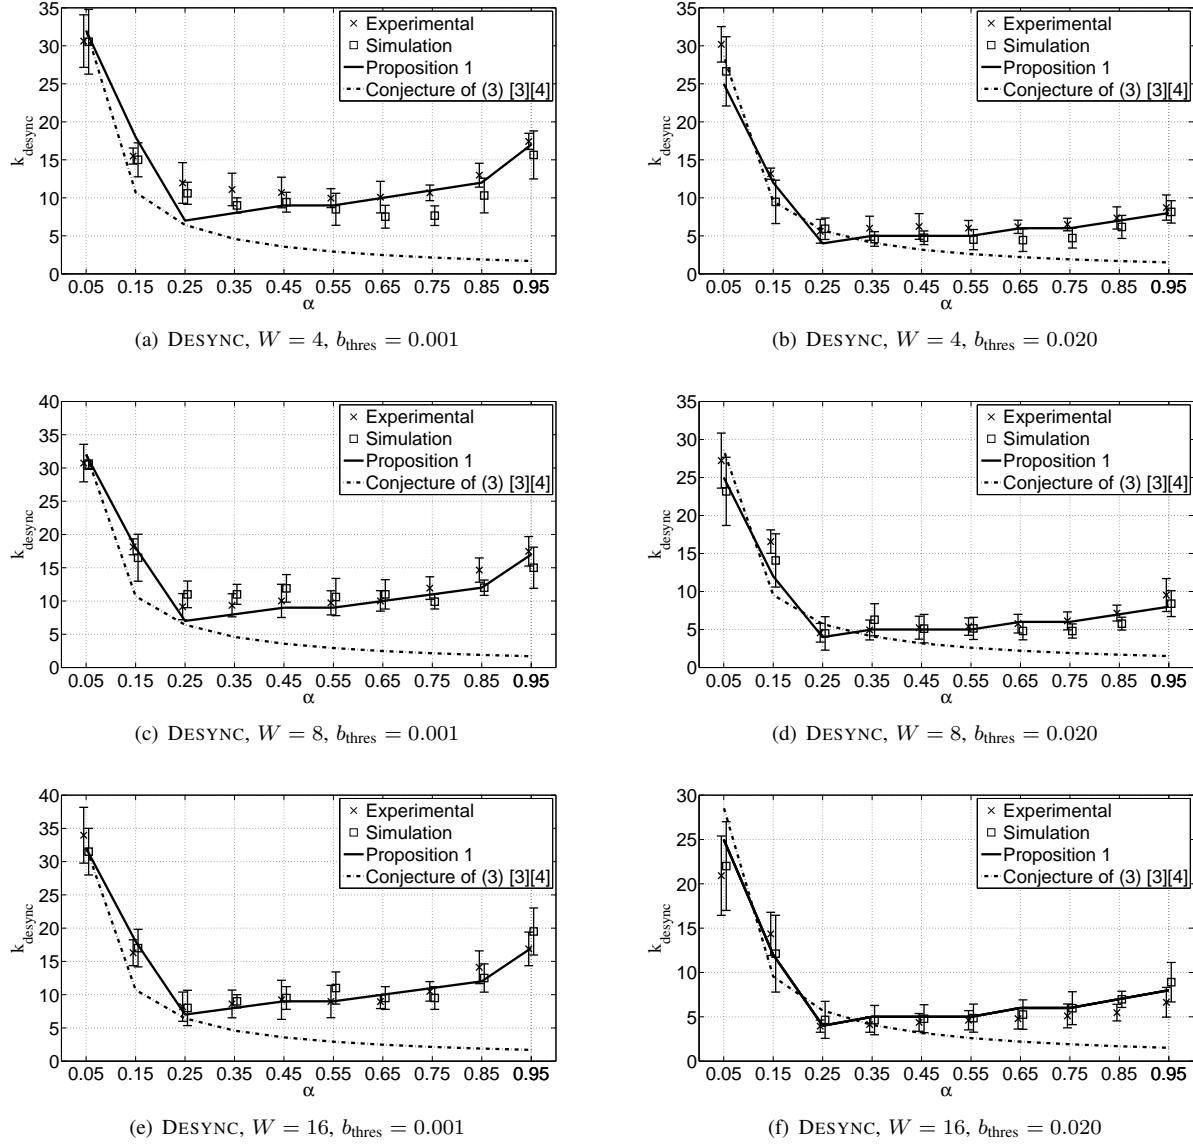 35
30
25
20
15
10
5
0
k_desync
Experimental
Simulation
Proposition 1
Conjecture of (3) [3][4]
0.05 0.15 0.25 0.35 0.45 0.55 0.65 0.75 0.85 0.95
α
(a) DESYNC, W = 4, b_thres = 0.001
35
30
25
20
15
10
5
0
k_desync
Experimental
Simulation
Proposition 1
Conjecture of (3) [3][4]
0.05 0.15 0.25 0.35 0.45 0.55 0.65 0.75 0.85 0.95
α
(b) DESYNC, W = 4, b_thres = 0.020
40
35
30
25
20
15
10
5
0
k_desync
Experimental
Simulation
Proposition 1
Conjecture of (3) [3][4]
0.05 0.15 0.25 0.35 0.45 0.55 0.65 0.75 0.85 0.95
α
(c) DESYNC, W = 8, b_thres = 0.001
35
30
25
20
15
10
5
0
k_desync
Experimental
Simulation
Proposition 1
Conjecture of (3) [3][4]
0.05 0.15 0.25 0.35 0.45 0.55 0.65 0.75 0.85 0.95
α
(d) DESYNC, W = 8, b_thres = 0.020
40
35
30
25
20
15
10
5
0
k_desync
Experimental
Simulation
Proposition 1
Conjecture of (3) [3][4]
0.05 0.15 0.25 0.35 0.45 0.55 0.65 0.75 0.85 0.95
α
(e) DESYNC, W = 16, b_thres = 0.001
30
25
20
15
10
5
0
k_desync
Experimental
Simulation
Proposition 1
Conjecture of (3) [3][4]
0.05 0.15 0.25 0.35 0.45 0.55 0.65 0.75 0.85 0.95
α
(f) DESYNC, W = 16, b_thres = 0.020